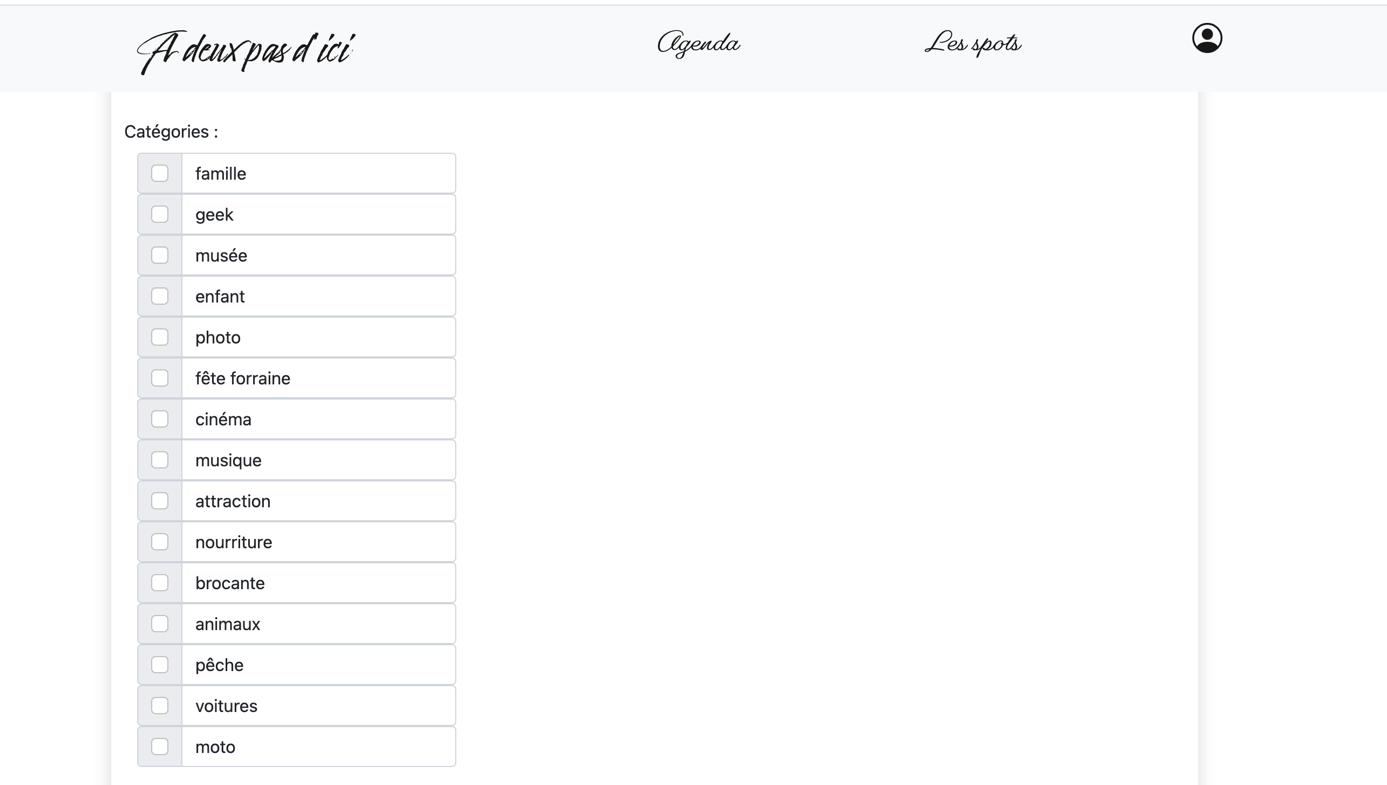 A deux pas d'ici
Agenda
Les spots
Catégories :
famille
geek
musée
enfant
photo
fête forraine
cinéma
musique
attraction
nourriture
brocante
animaux
pêche
voitures
moto